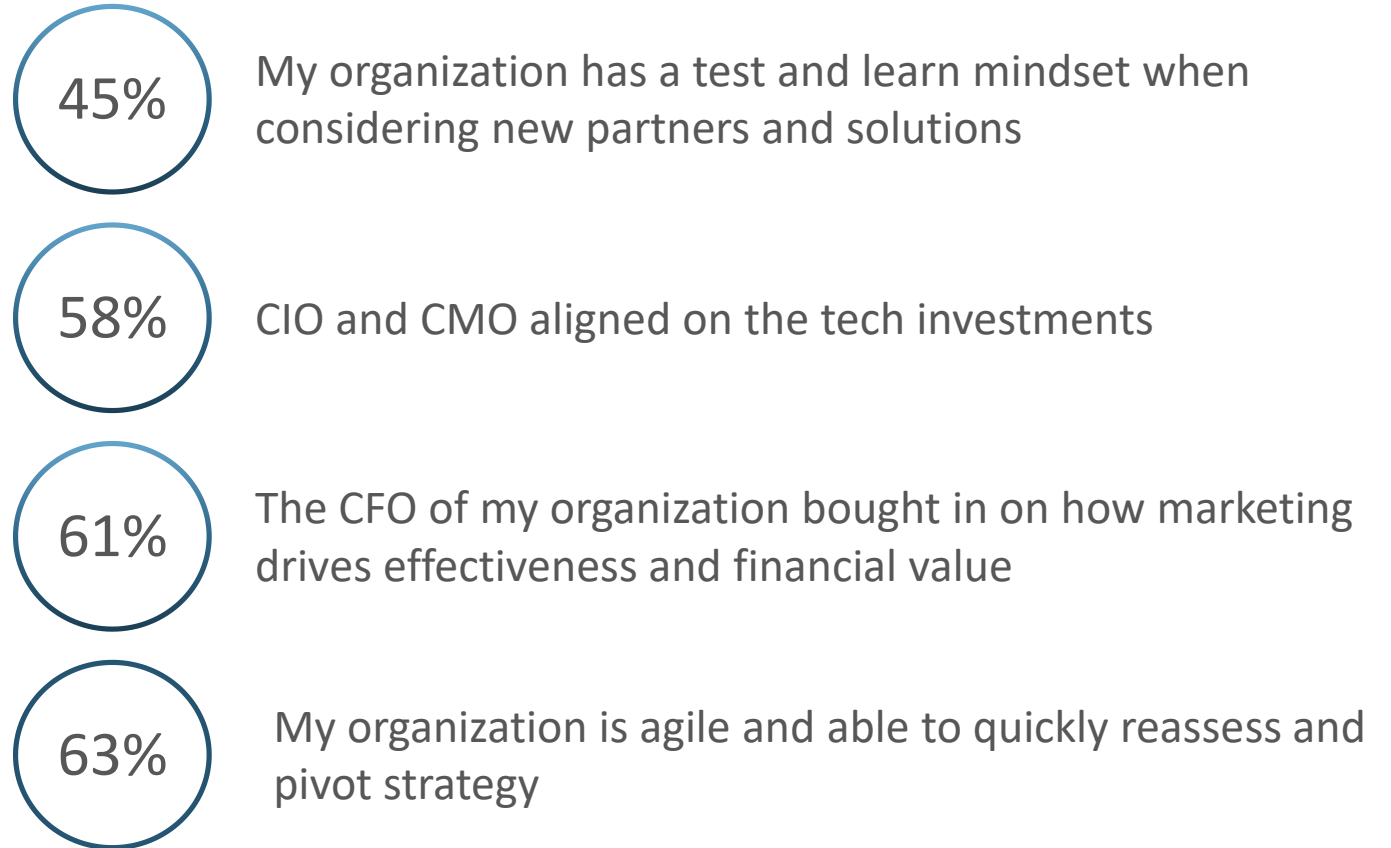 45%
My organization has a test and learn mindset when
considering new partners and solutions
58%
CIO and CMO aligned on the tech investments
61%
The CFO of my organization bought in on how marketing
drives effectiveness and financial value
63%
My organization is agile and able to quickly reassess and
pivot strategy